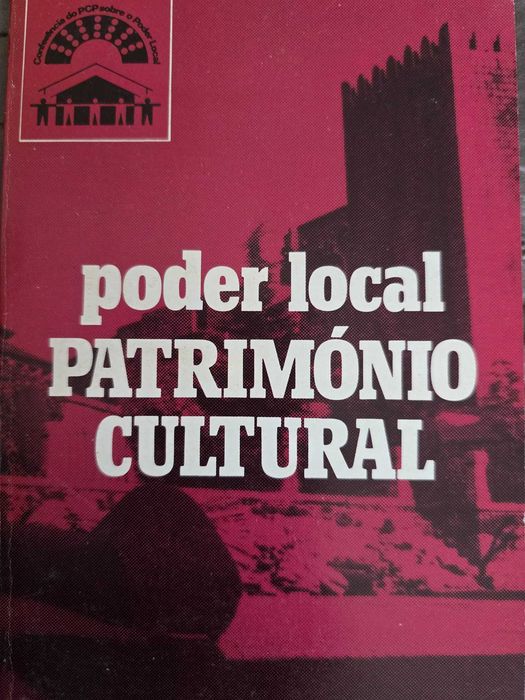 Conferência do PCP sobre o Poder Local
poder local
PATRIMÓNIO
CULTURAL